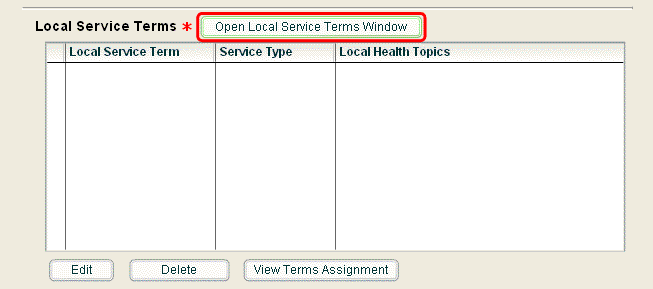 Local Service Terms * Open Local Service Terms Window
Local Service Term Service Type Local Health Topics
Edit Delete View Terms Assignment